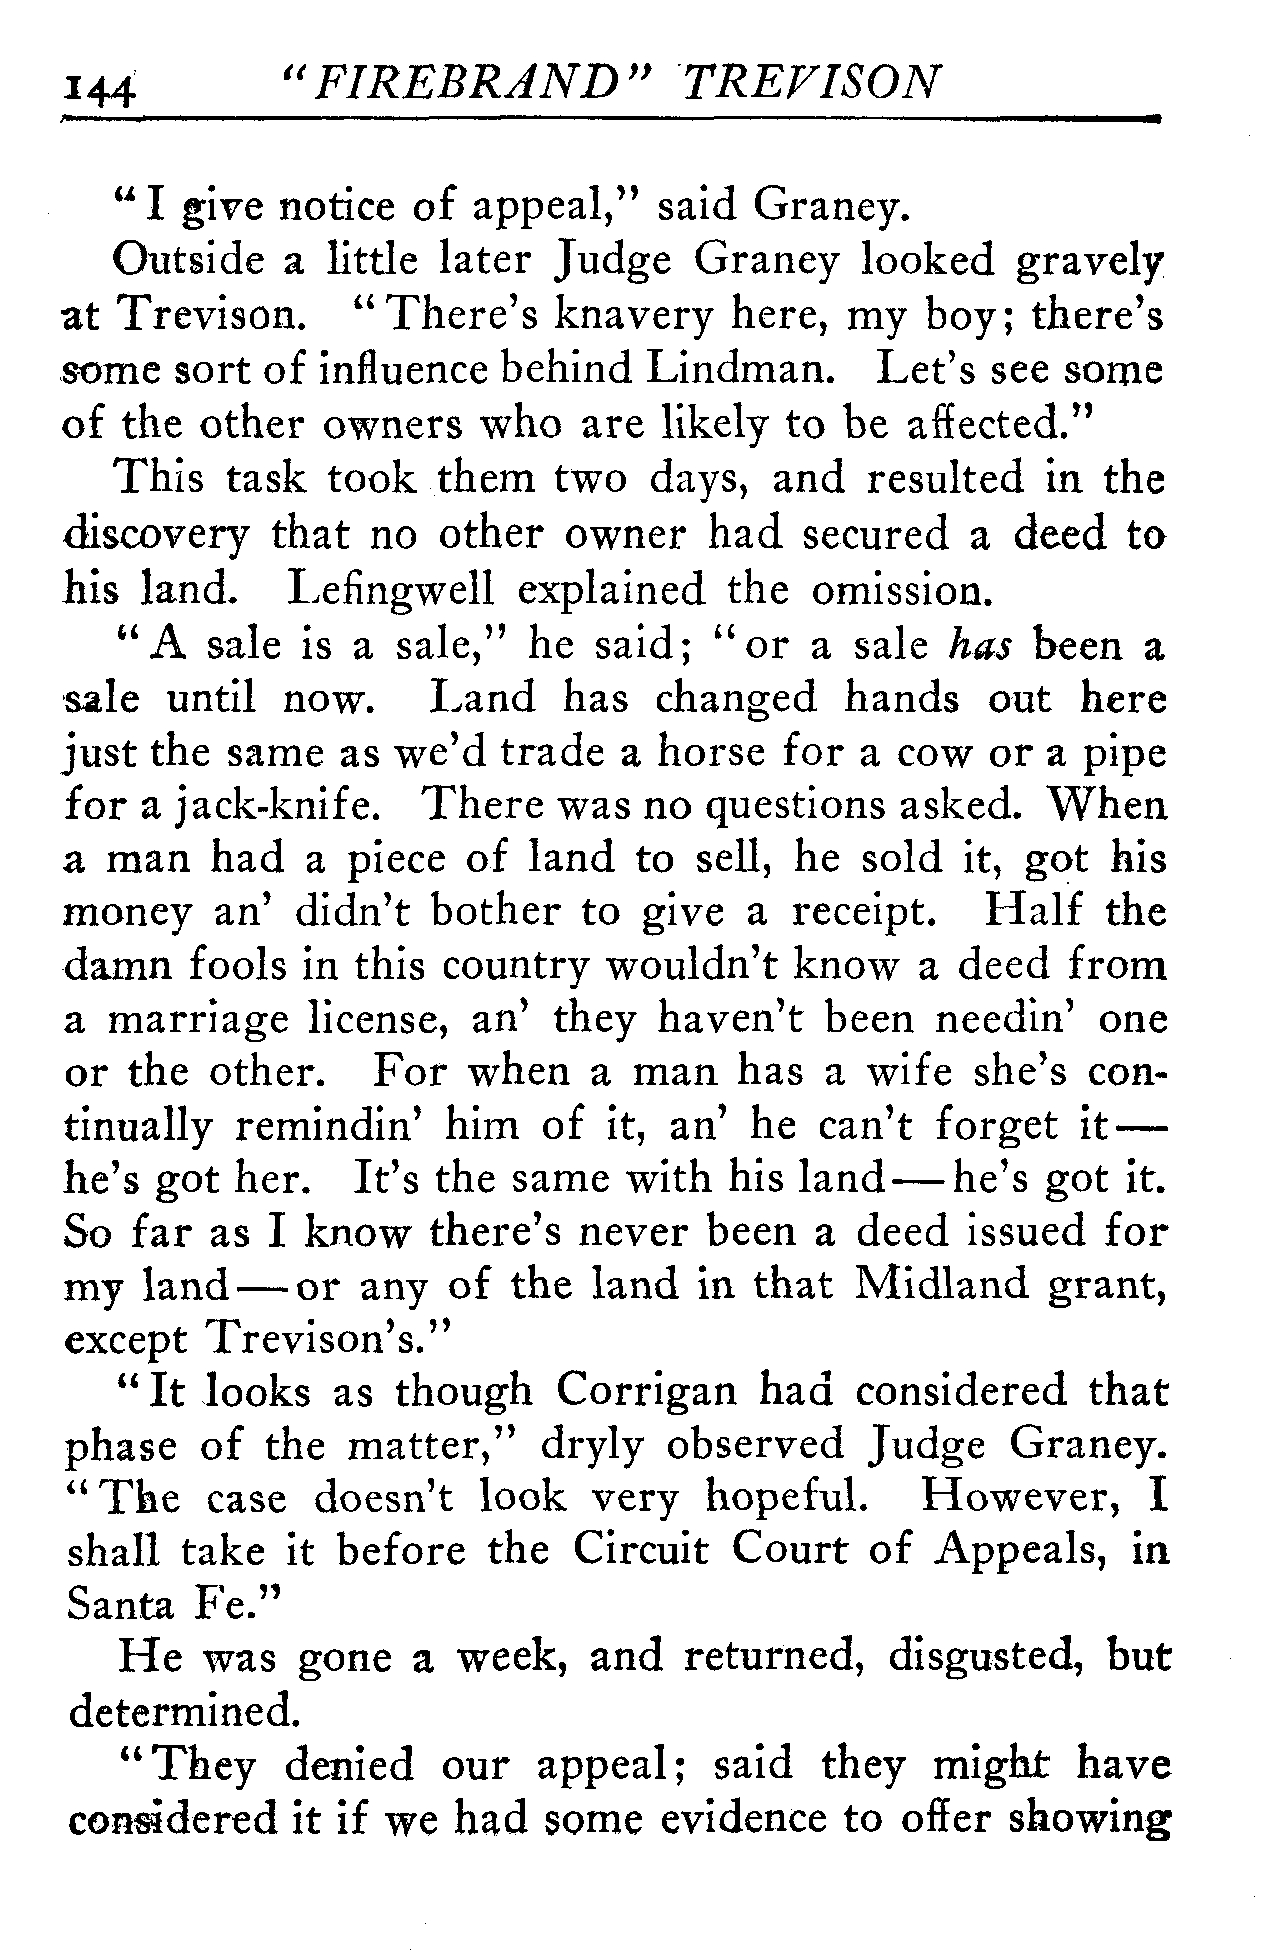 144 "FIREBRAND" TREVISON
"I give notice of appeal," said Graney.
Outside a little later Judge Graney looked gravely
at Trevison. "There's knavery here, my boy; there's
some sort of influence behind Lindman. Let's see some
of the other owners who are likely to be affected."
This task took them two days, and resulted in the
discovery that no other owner had secured a deed to
his land. Lefingwell explained the omission.
"A sale is a sale," he said; "or a sale has been a
sale until now. Land has changed hands out here
just the same as we'd trade a horse for a cow or a pipe
for a jack-knife. There was no questions asked. When
a man had a piece of land to sell, he sold it, got his
money an' didn't bother to give a receipt. Half the
damn fools in this country wouldn't know a deed from
a marriage license, an' they haven't been needin' one
or the other. For when a man has a wife she's con-
tinually remindin' him of it, an' he can't forget it—
he's got her. It's the same with his land—he's got it.
So far as I know there's never been a deed issued for
my land—or any of the land in that Midland grant,
except Trevison's."
"It looks as though Corrigan had considered that
phase of the matter," dryly observed Judge Graney.
"The case doesn't look very hopeful. However, I
shall take it before the Circuit Court of Appeals, in
Santa Fe."
He was gone a week, and returned, disgusted, but
determined.
"They denied our appeal; said they might have
considered it if we had some evidence to offer showing